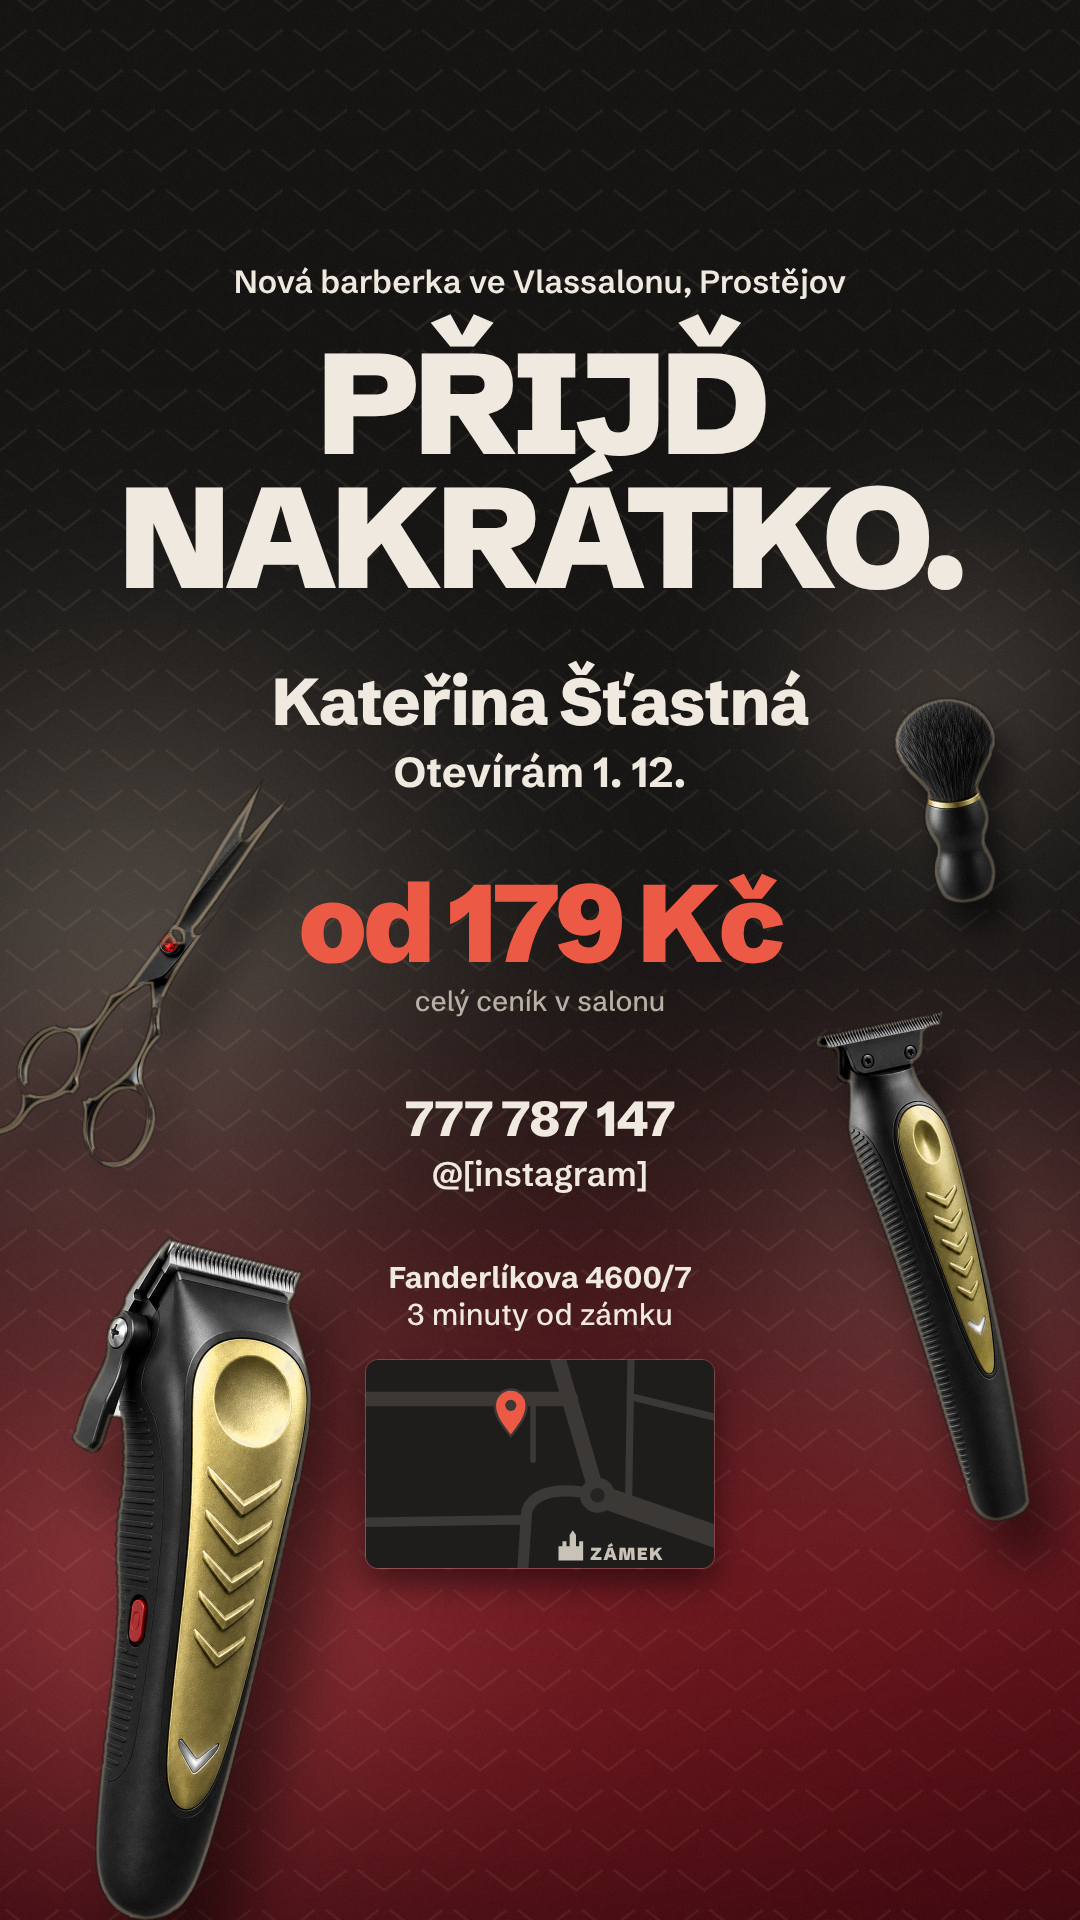 Nová barberka ve Vlassalonu, Prostějov
PŘIJĎ
NAKRÁTKO.
Kateřina Šťastná
Otevírám 1. 12.
od 179 Kč
celý ceník v salonu
777 787 147
@[instagram]
Fanderlíkova 4600/7
3 minuty od zámku
ZÁMEK